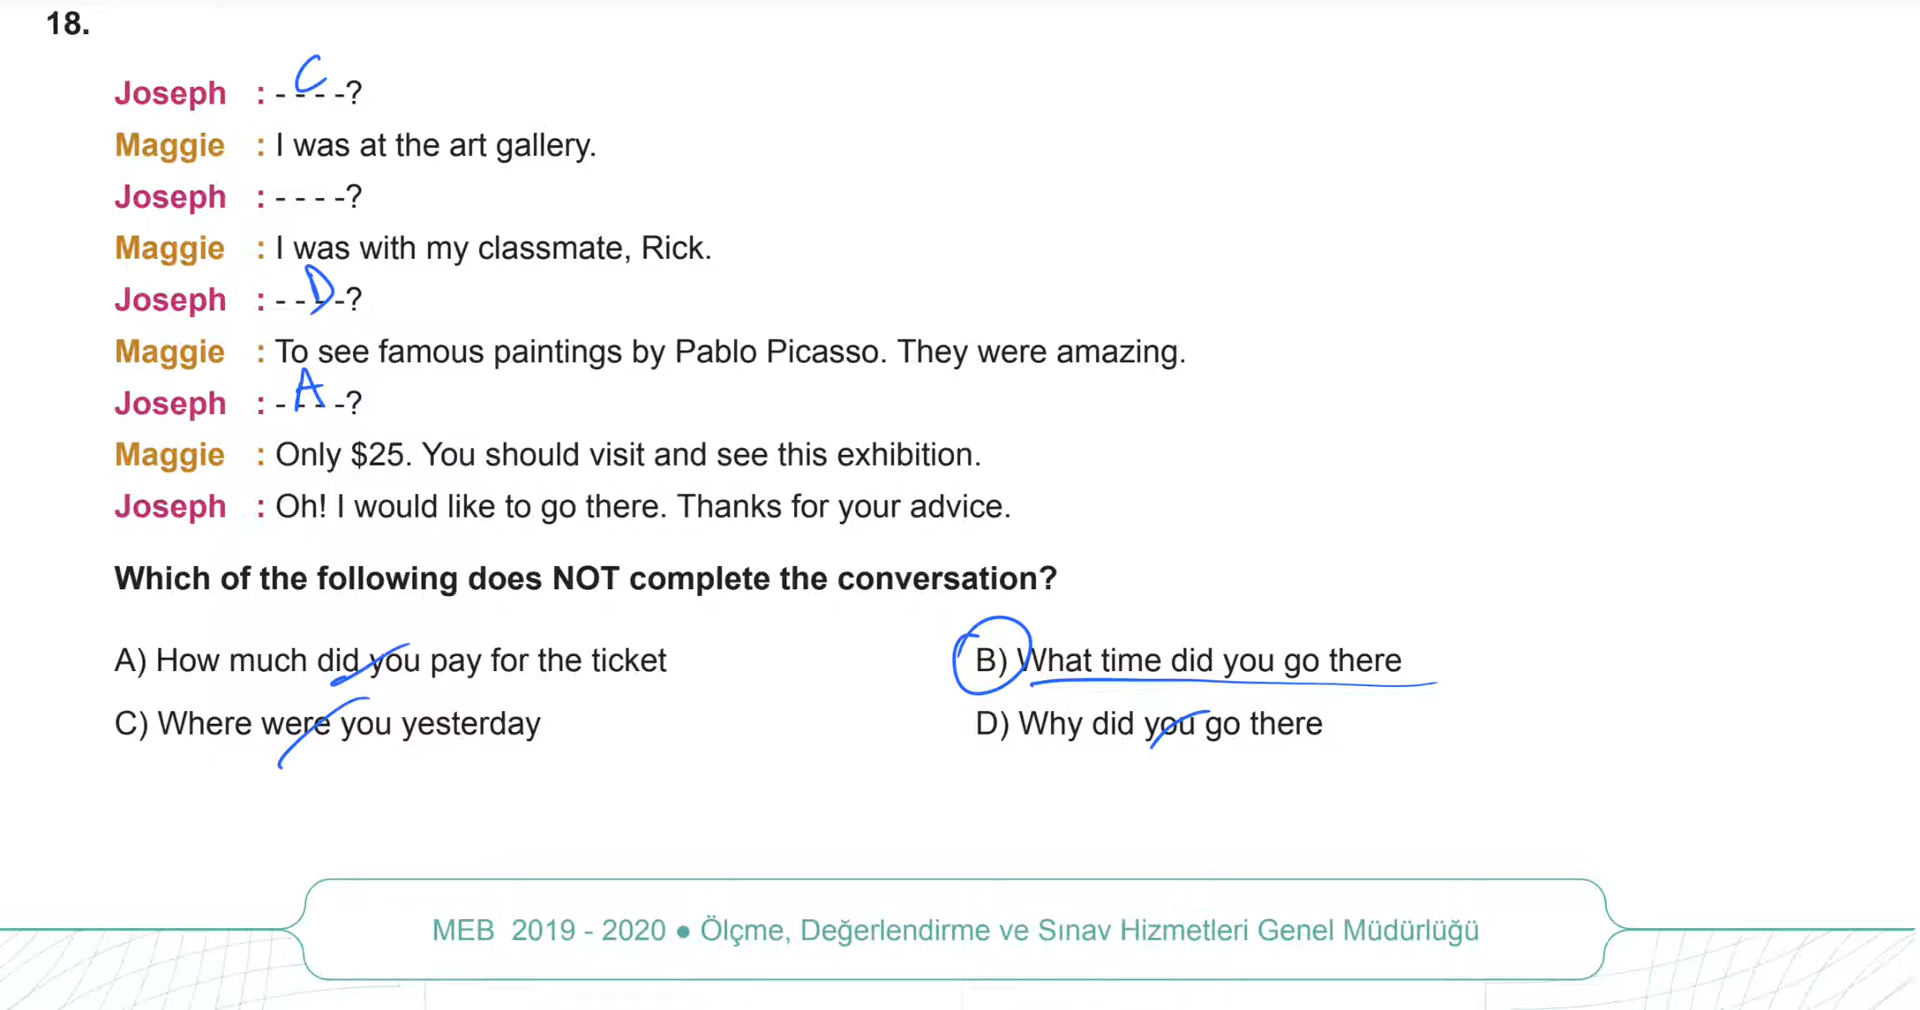 18.
C
Joseph : - - - -?
Maggie : I was at the art gallery.
Joseph : - - - -?
Maggie : I was with my classmate, Rick.
Joseph : - - D -?
Maggie : To see famous paintings by Pablo Picasso. They were amazing.
Joseph : - A - -?
Maggie : Only $25. You should visit and see this exhibition.
Joseph : Oh! I would like to go there. Thanks for your advice.
Which of the following does NOT complete the conversation?
A) How much did you pay for the ticket
B) What time did you go there
C) Where were you yesterday
D) Why did you go there
MEB 2019 - 2020 ● Ölçme, Değerlendirme ve Sınav Hizmetleri Genel Müdürlüğü